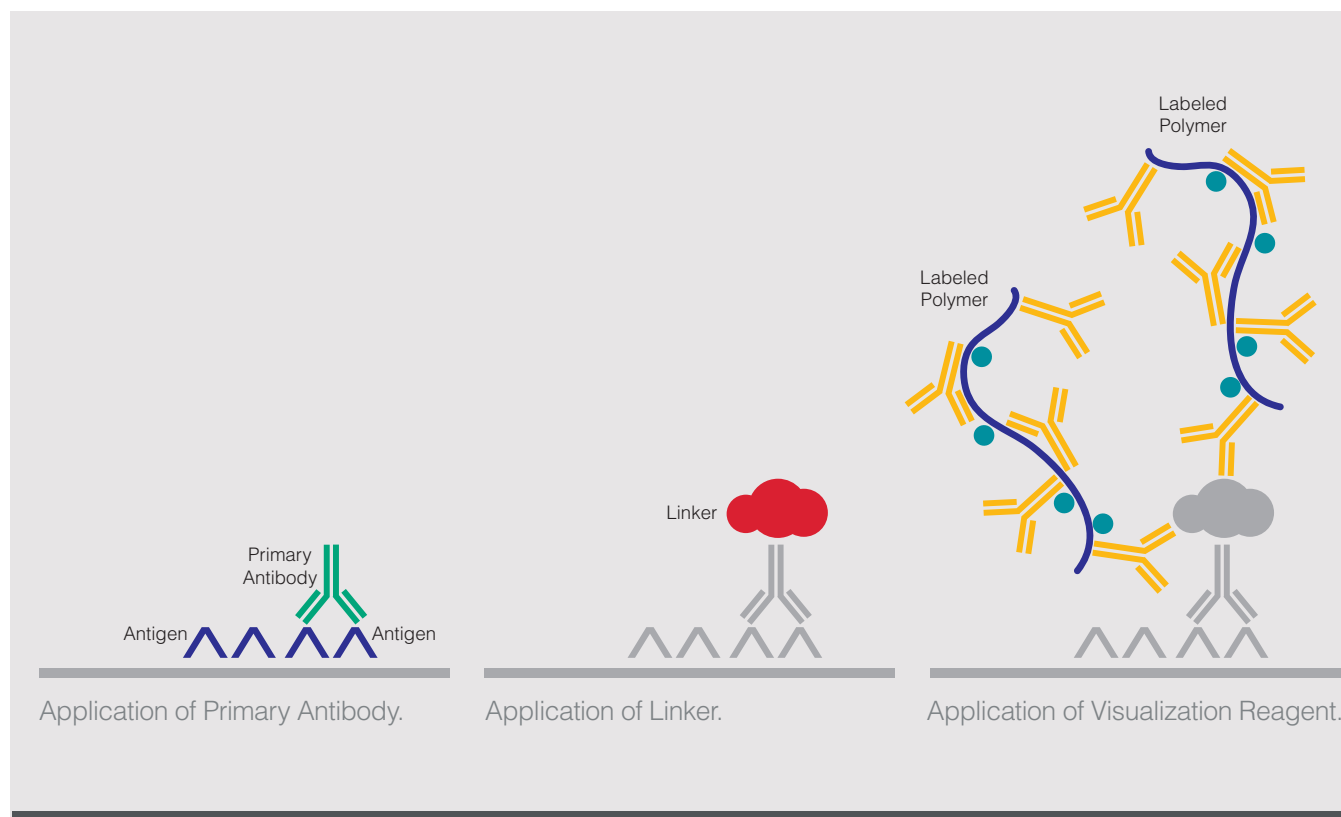 Primary
Antibody
Antigen
Antigen
Application of Primary Antibody.
Linker
Application of Linker.
Labeled
Polymer
Labeled
Polymer
Application of Visualization Reagent.